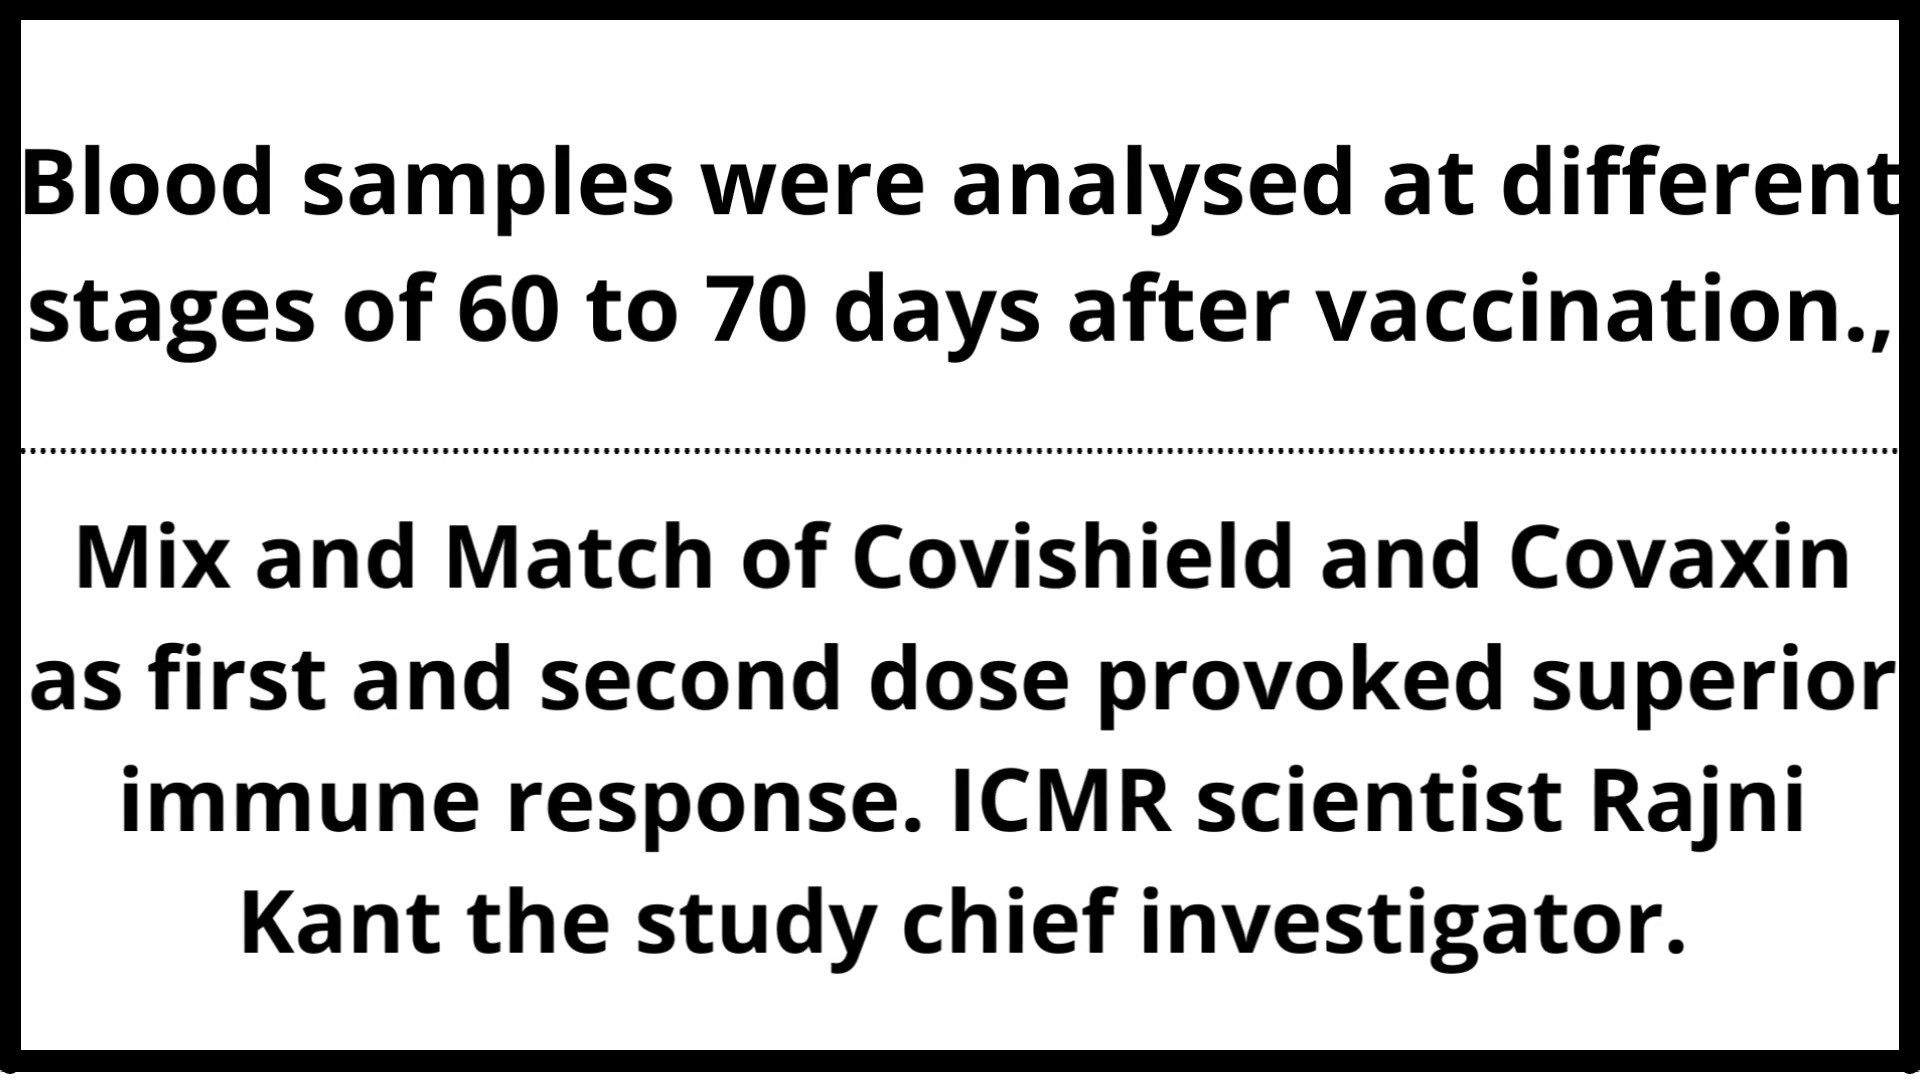 Blood samples were analysed at different
stages of 60 to 70 days after vaccination.,
Mix and Match of Covishield and Covaxin
as first and second dose provoked superior
immune response. ICMR scientist Rajni
Kant the study chief investigator.